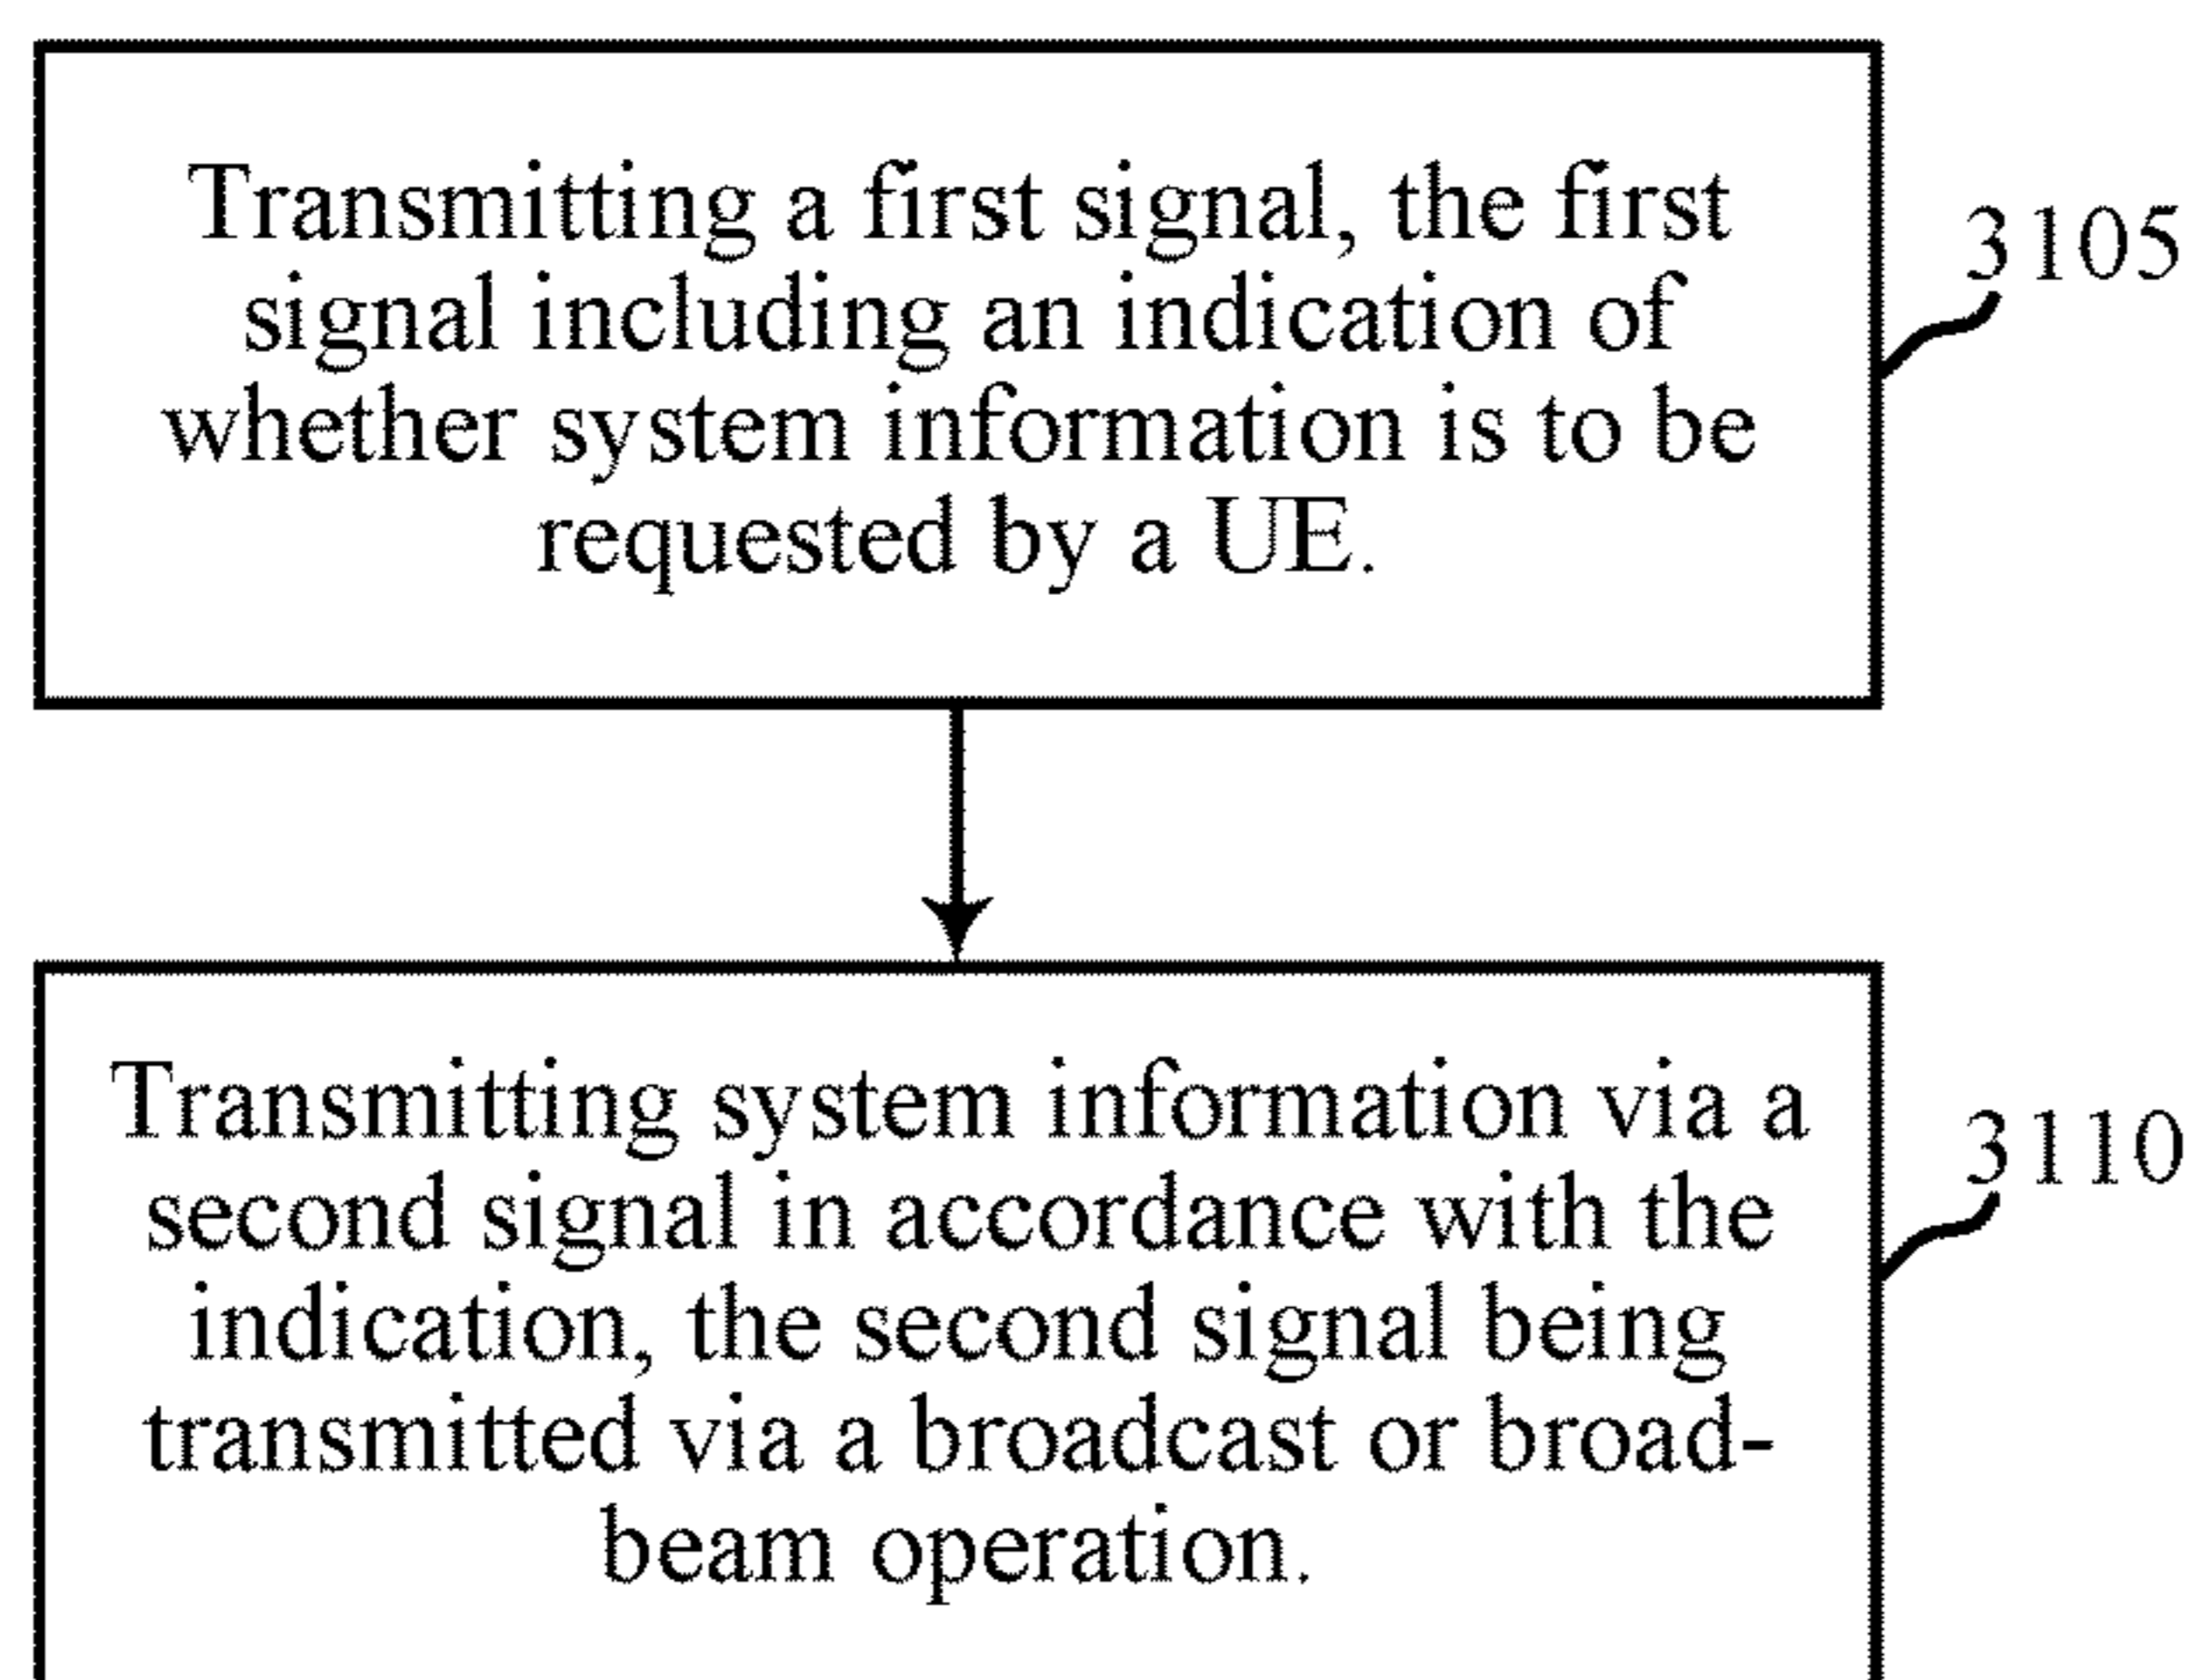 Transmitting a first signal, the first
signal including an indication of
whether system information is to be
requested by a UE.
3105
Transmitting system information via a
second signal in accordance with the
indication, the second signal being
transmitted via a broadcast or broad-
beam operation.
3110